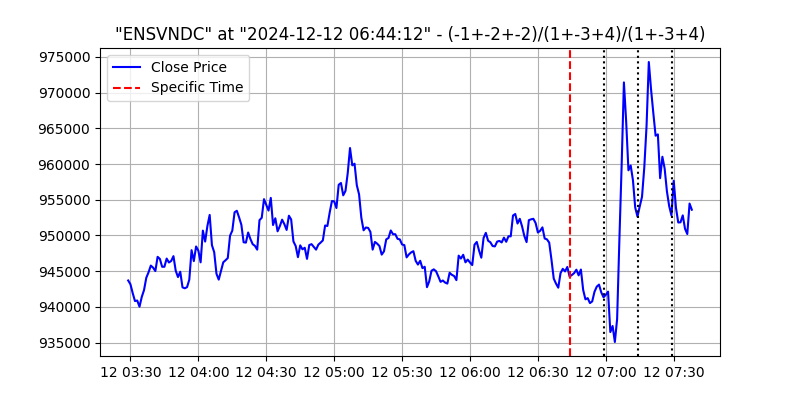 "ENSVNDC" at "2024-12-12 06:44:12" - (-1+-2+-2)/(1+-3+4)/(1+-3+4)
Close Price
Specific Time
975000
970000
965000
960000
955000
950000
945000
940000
935000
12 03:30 12 04:00 12 04:30 12 05:00 12 05:30 12 06:00 12 06:30 12 07:00 12 07:30